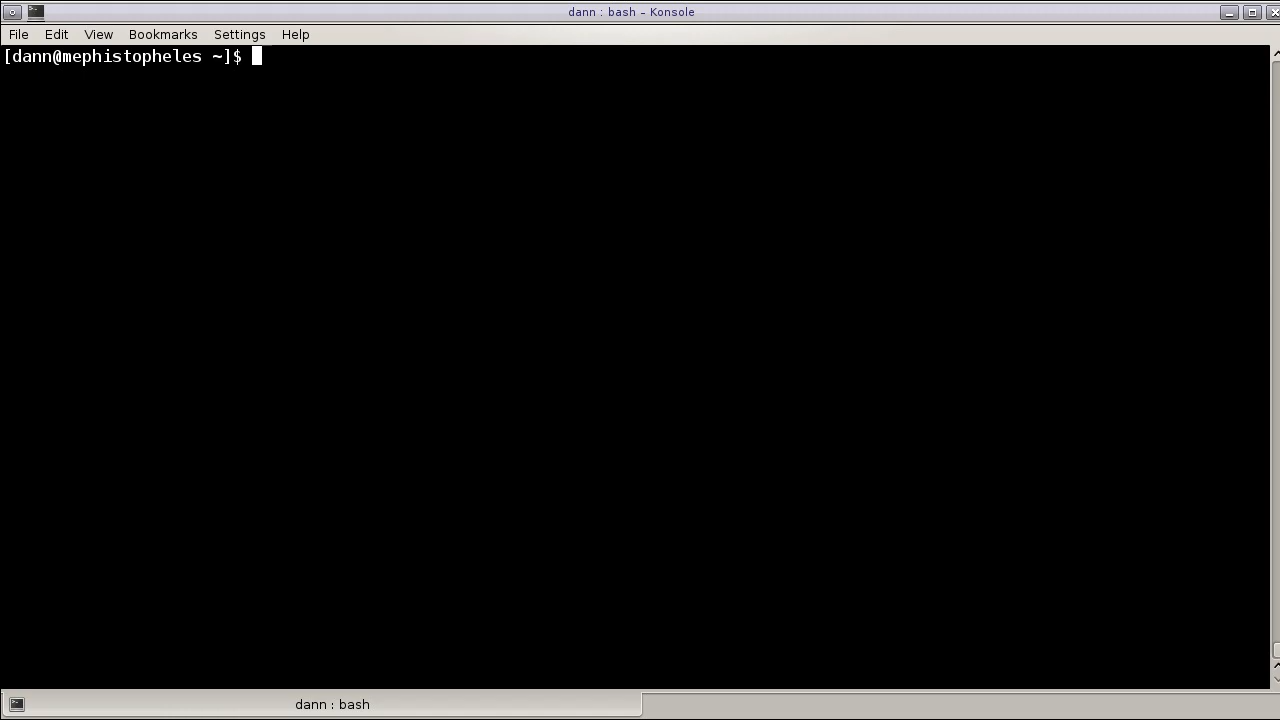 dann : bash – Konsole
File Edit View Bookmarks Settings Help
[dann@mephistopheles ~]$
dann : bash